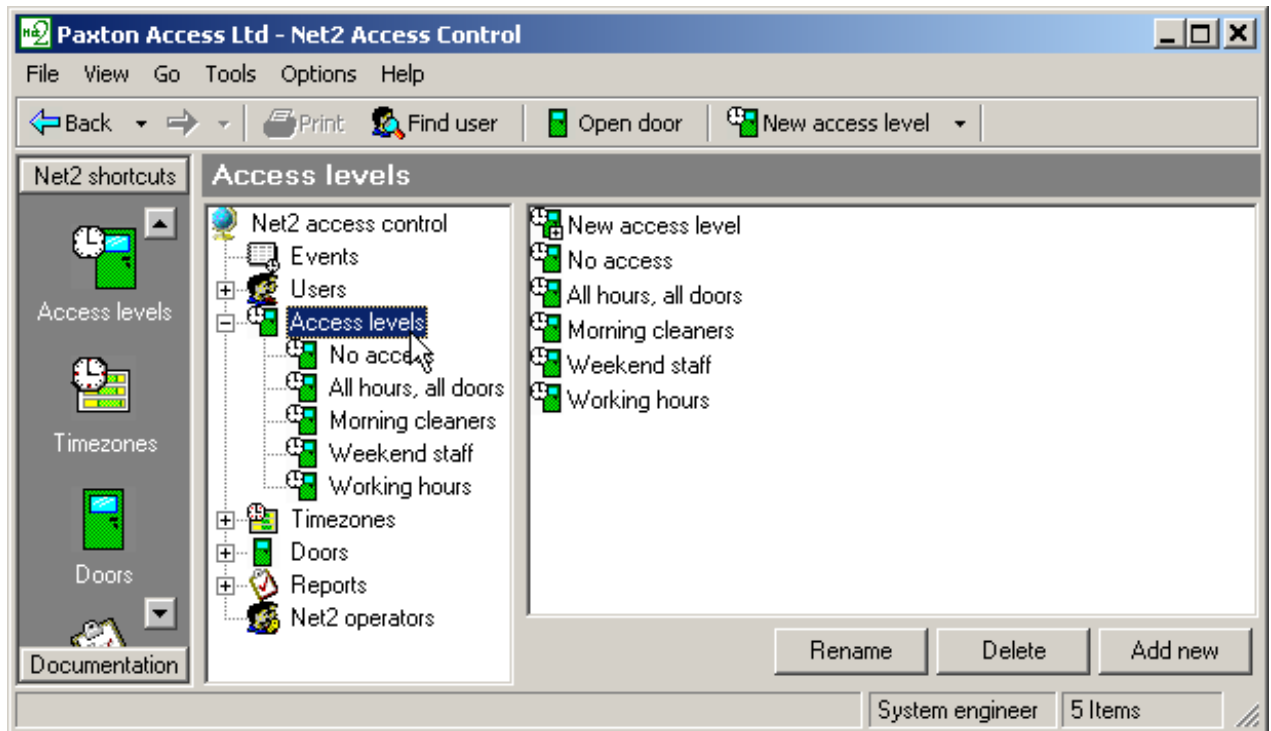 Net2 Paxton Access Ltd - Net2 Access Control
File View Go Tools Options Help
Back Print Find user Open door New access level
Net2 shortcuts
Access levels
Timezones
Doors
Documentation
Access levels
Net2 access control
Events
Users
Access levels
No access
All hours, all doors
Morning cleaners
Weekend staff
Working hours
Timezones
Doors
Reports
Net2 operators
New access level
No access
All hours, all doors
Morning cleaners
Weekend staff
Working hours
Rename Delete Add new
System engineer 5 Items